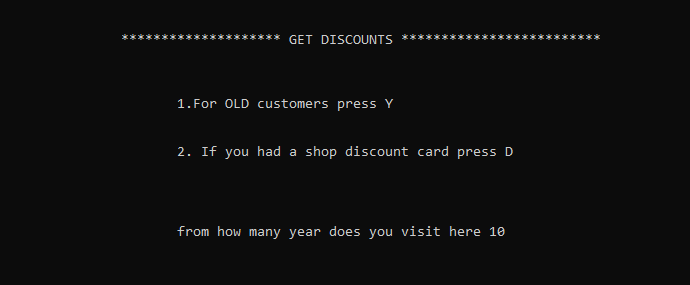 ******************** GET DISCOUNTS *************************
1.For OLD customers press Y
2. If you had a shop discount card press D
from how many year does you visit here 10